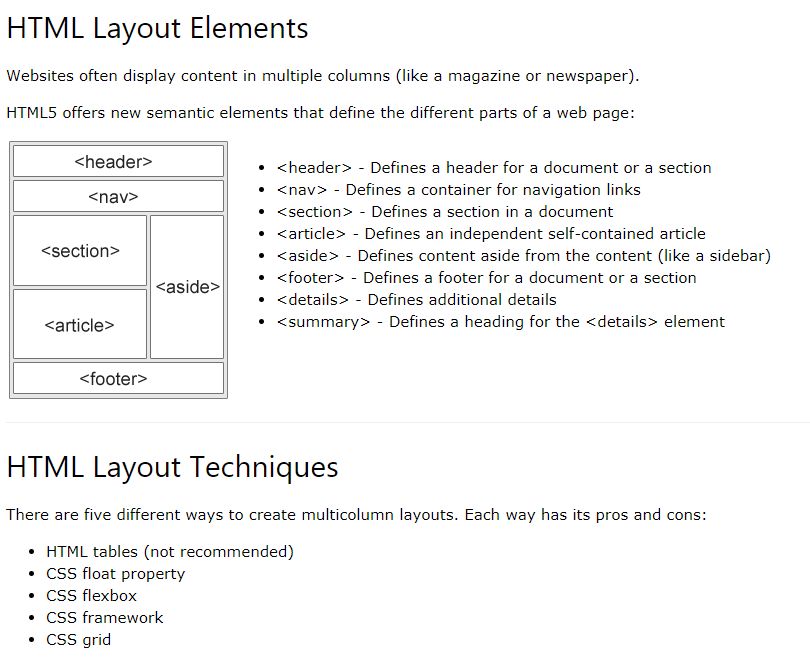 HTML Layout Elements
Websites often display content in multiple columns (like a magazine or newspaper).
HTML5 offers new semantic elements that define the different parts of a web page:
<header>
<nav>
<section>
<article>
<aside>
<footer>
• <header> - Defines a header for a document or a section
• <nav> - Defines a container for navigation links
• <section> - Defines a section in a document
• <article> - Defines an independent self-contained article
• <aside> - Defines content aside from the content (like a sidebar)
• <footer> - Defines a footer for a document or a section
• <details> - Defines additional details
• <summary> - Defines a heading for the <details> element
HTML Layout Techniques
There are five different ways to create multicolumn layouts. Each way has its pros and cons:
• HTML tables (not recommended)
• CSS float property
• CSS flexbox
• CSS framework
• CSS grid